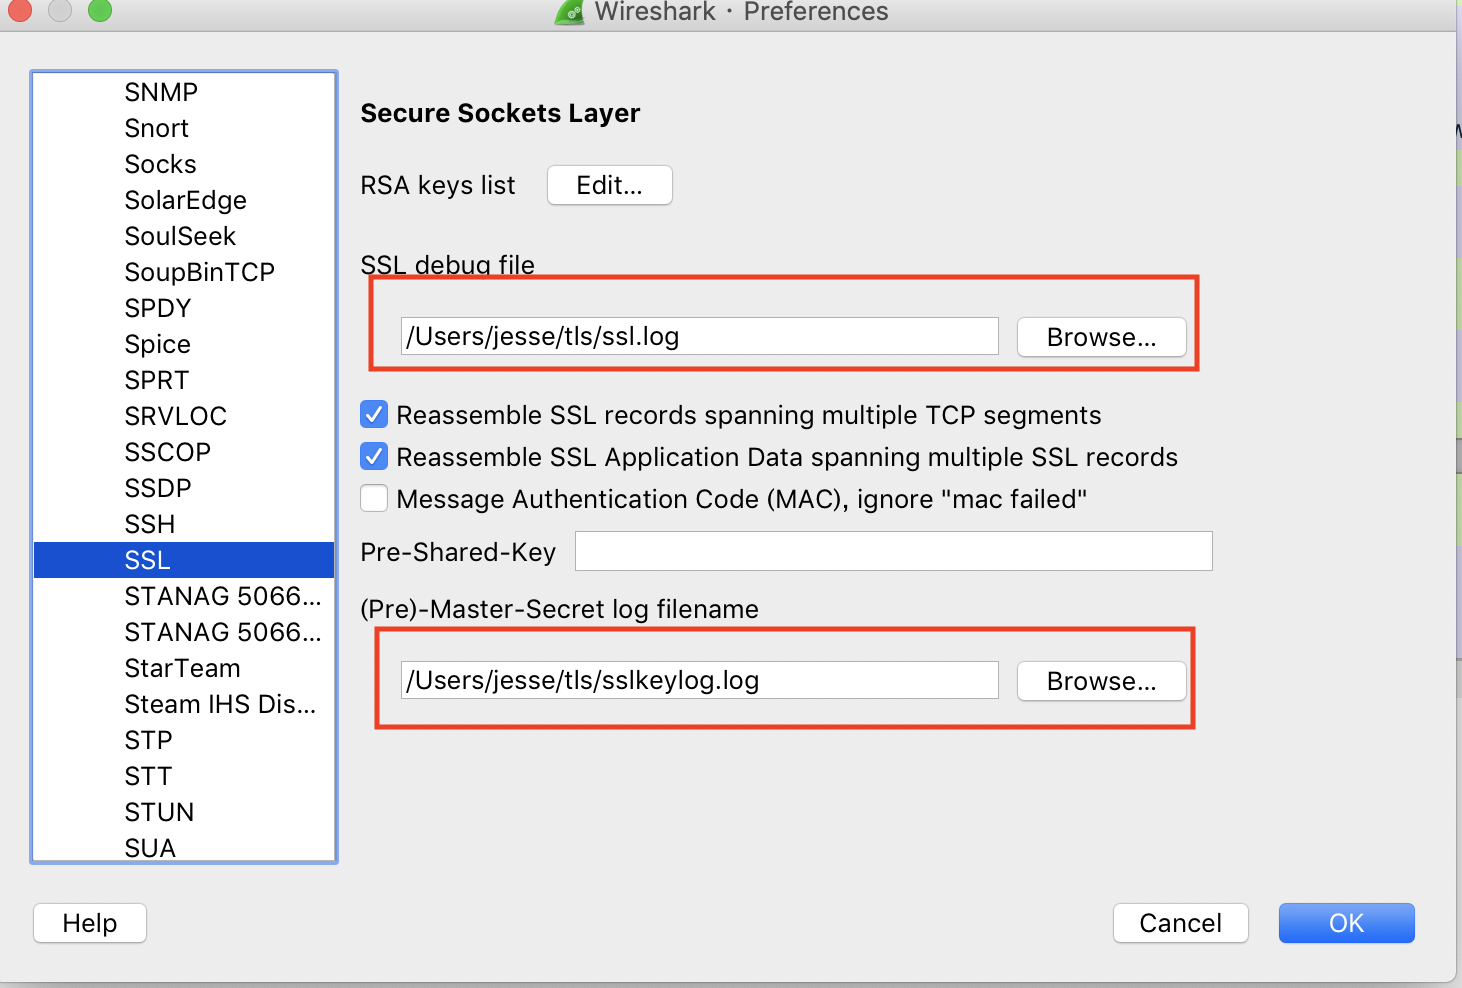 Wireshark · Preferences
SNMP
Snort
Socks
SolarEdge
SoulSeek
SoupBinTCP
SPDY
Spice
SPRT
SRVLOC
SSCOP
SSDP
SSH
SSL
STANAG 5066...
STANAG 5066...
StarTeam
Steam IHS Dis...
STP
STT
STUN
SUA
Secure Sockets Layer
RSA keys list Edit...
SSL debug file
/Users/jesse/tls/ssl.log Browse...
Reassemble SSL records spanning multiple TCP segments
Reassemble SSL Application Data spanning multiple SSL records
Message Authentication Code (MAC), ignore "mac failed"
Pre-Shared-Key
(Pre)-Master-Secret log filename
/Users/jesse/tls/sslkeylog.log Browse...
Help Cancel OK